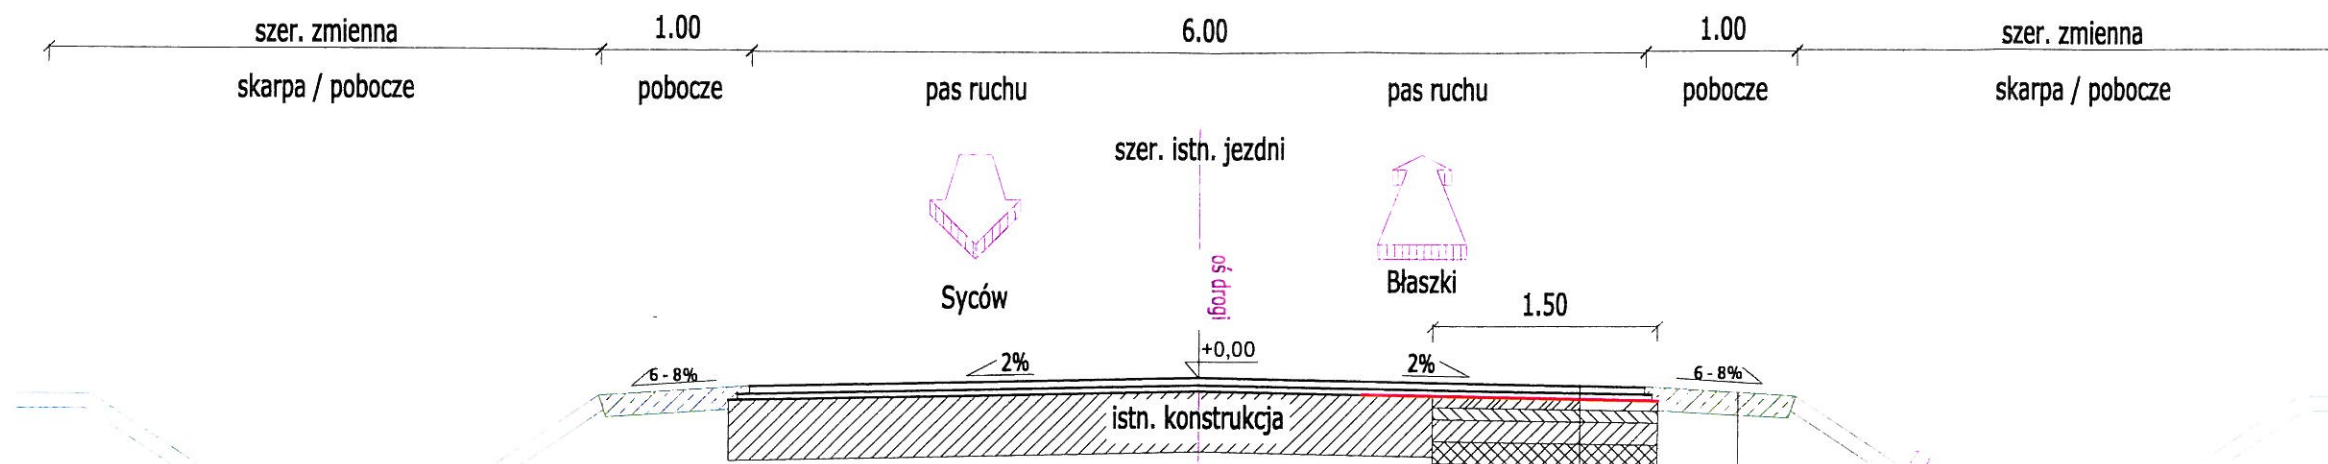 szer. zmienna 1.00 6.00 1.00 szer. zmienna
skarpa / pobocze pobocze pas ruchu pas ruchu pobocze skarpa / pobocze
szer. istn. jezdni
oś drogi
Syców Błaszki
1.50
6 - 8% 2% +0,00 2% 6 - 8%
istn. konstrukcja